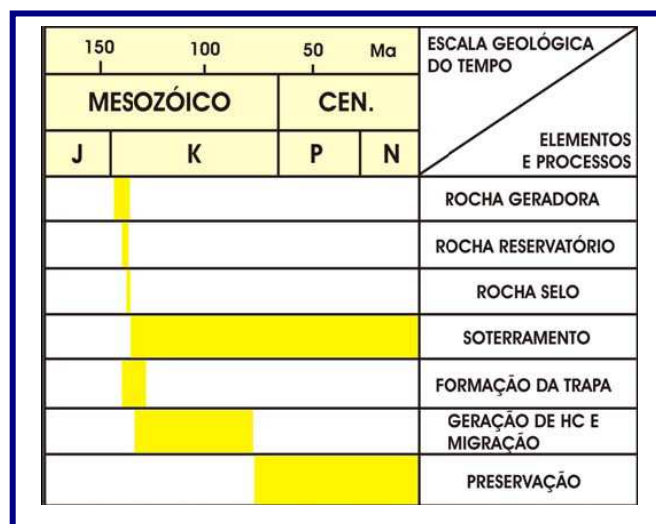 150 100 50 Ma
ESCALA GEOLÓGICA
DO TEMPO
MESOZÓICO CEN.
J K P N
ELEMENTOS
E PROCESSOS
ROCHA GERADORA
ROCHA RESERVATÓRIO
ROCHA SELO
SOTERRAMENTO
FORMAÇÃO DA TRAPA
GERAÇÃO DE HC E
MIGRAÇÃO
PRESERVAÇÃO